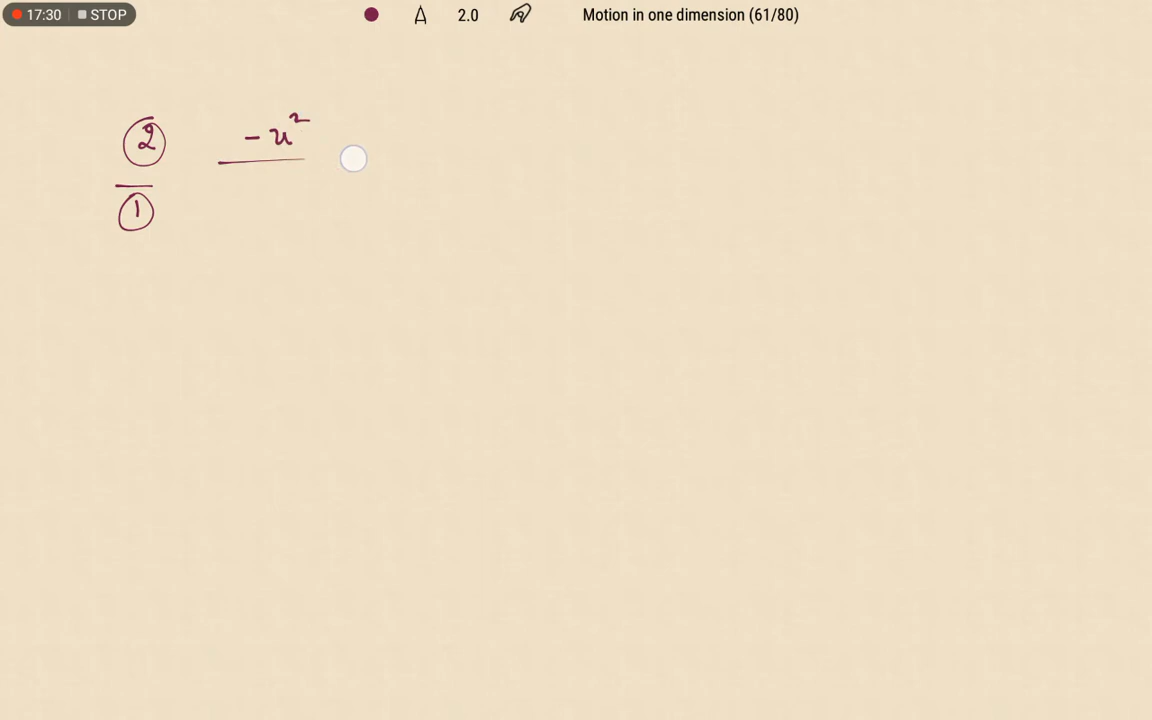 17:30 STOP 2.0 Motion in one dimension (61/80)
② -u²
①